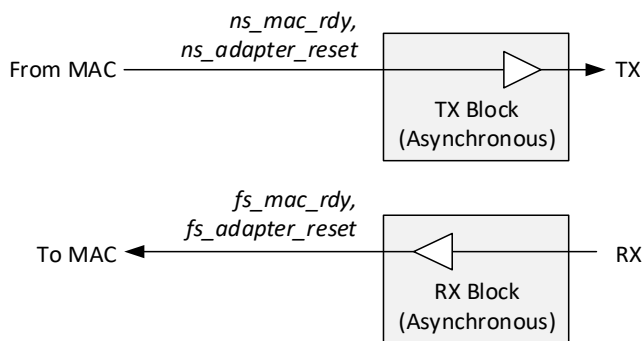 ns_mac_rdy,
ns_adapter_reset
From MAC
TX
TX Block
(Asynchronous)
fs_mac_rdy,
fs_adapter_reset
To MAC
RX
RX Block
(Asynchronous)